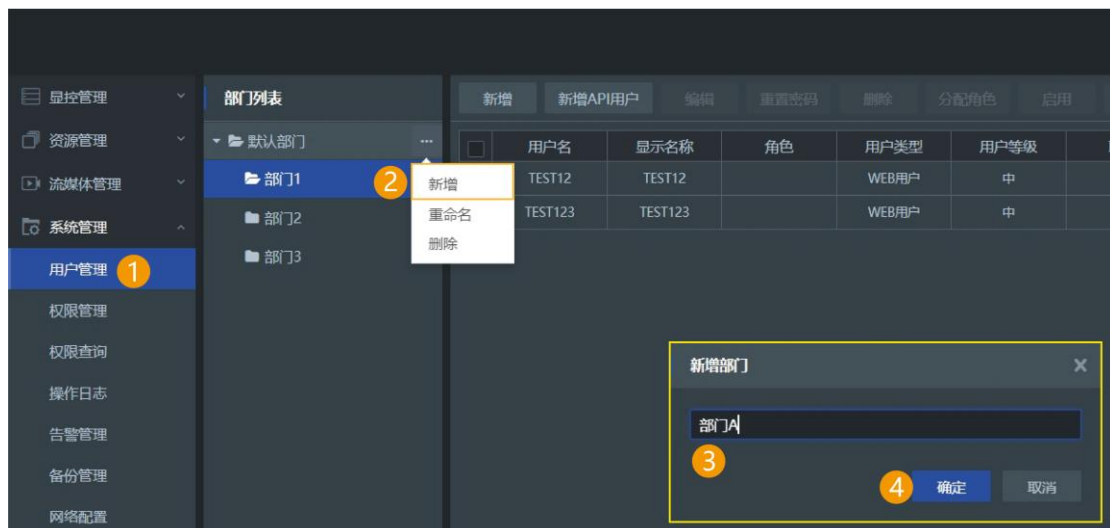 显控管理
资源管理
流媒体管理
系统管理
用户管理 1
权限管理
权限查询
操作日志
告警管理
备份管理
网络配置
部门列表
默认部门 ...
部门1
部门2
部门3
2
新增
重命名
删除
新增 新增API用户 编辑 重置密码 删除 分配角色 启用
用户名 显示名称 角色 用户类型 用户等级
TEST12 TEST12 WEB用户 中
TEST123 TEST123 WEB用户 中
新增部门
部门A
3
4 确定 取消